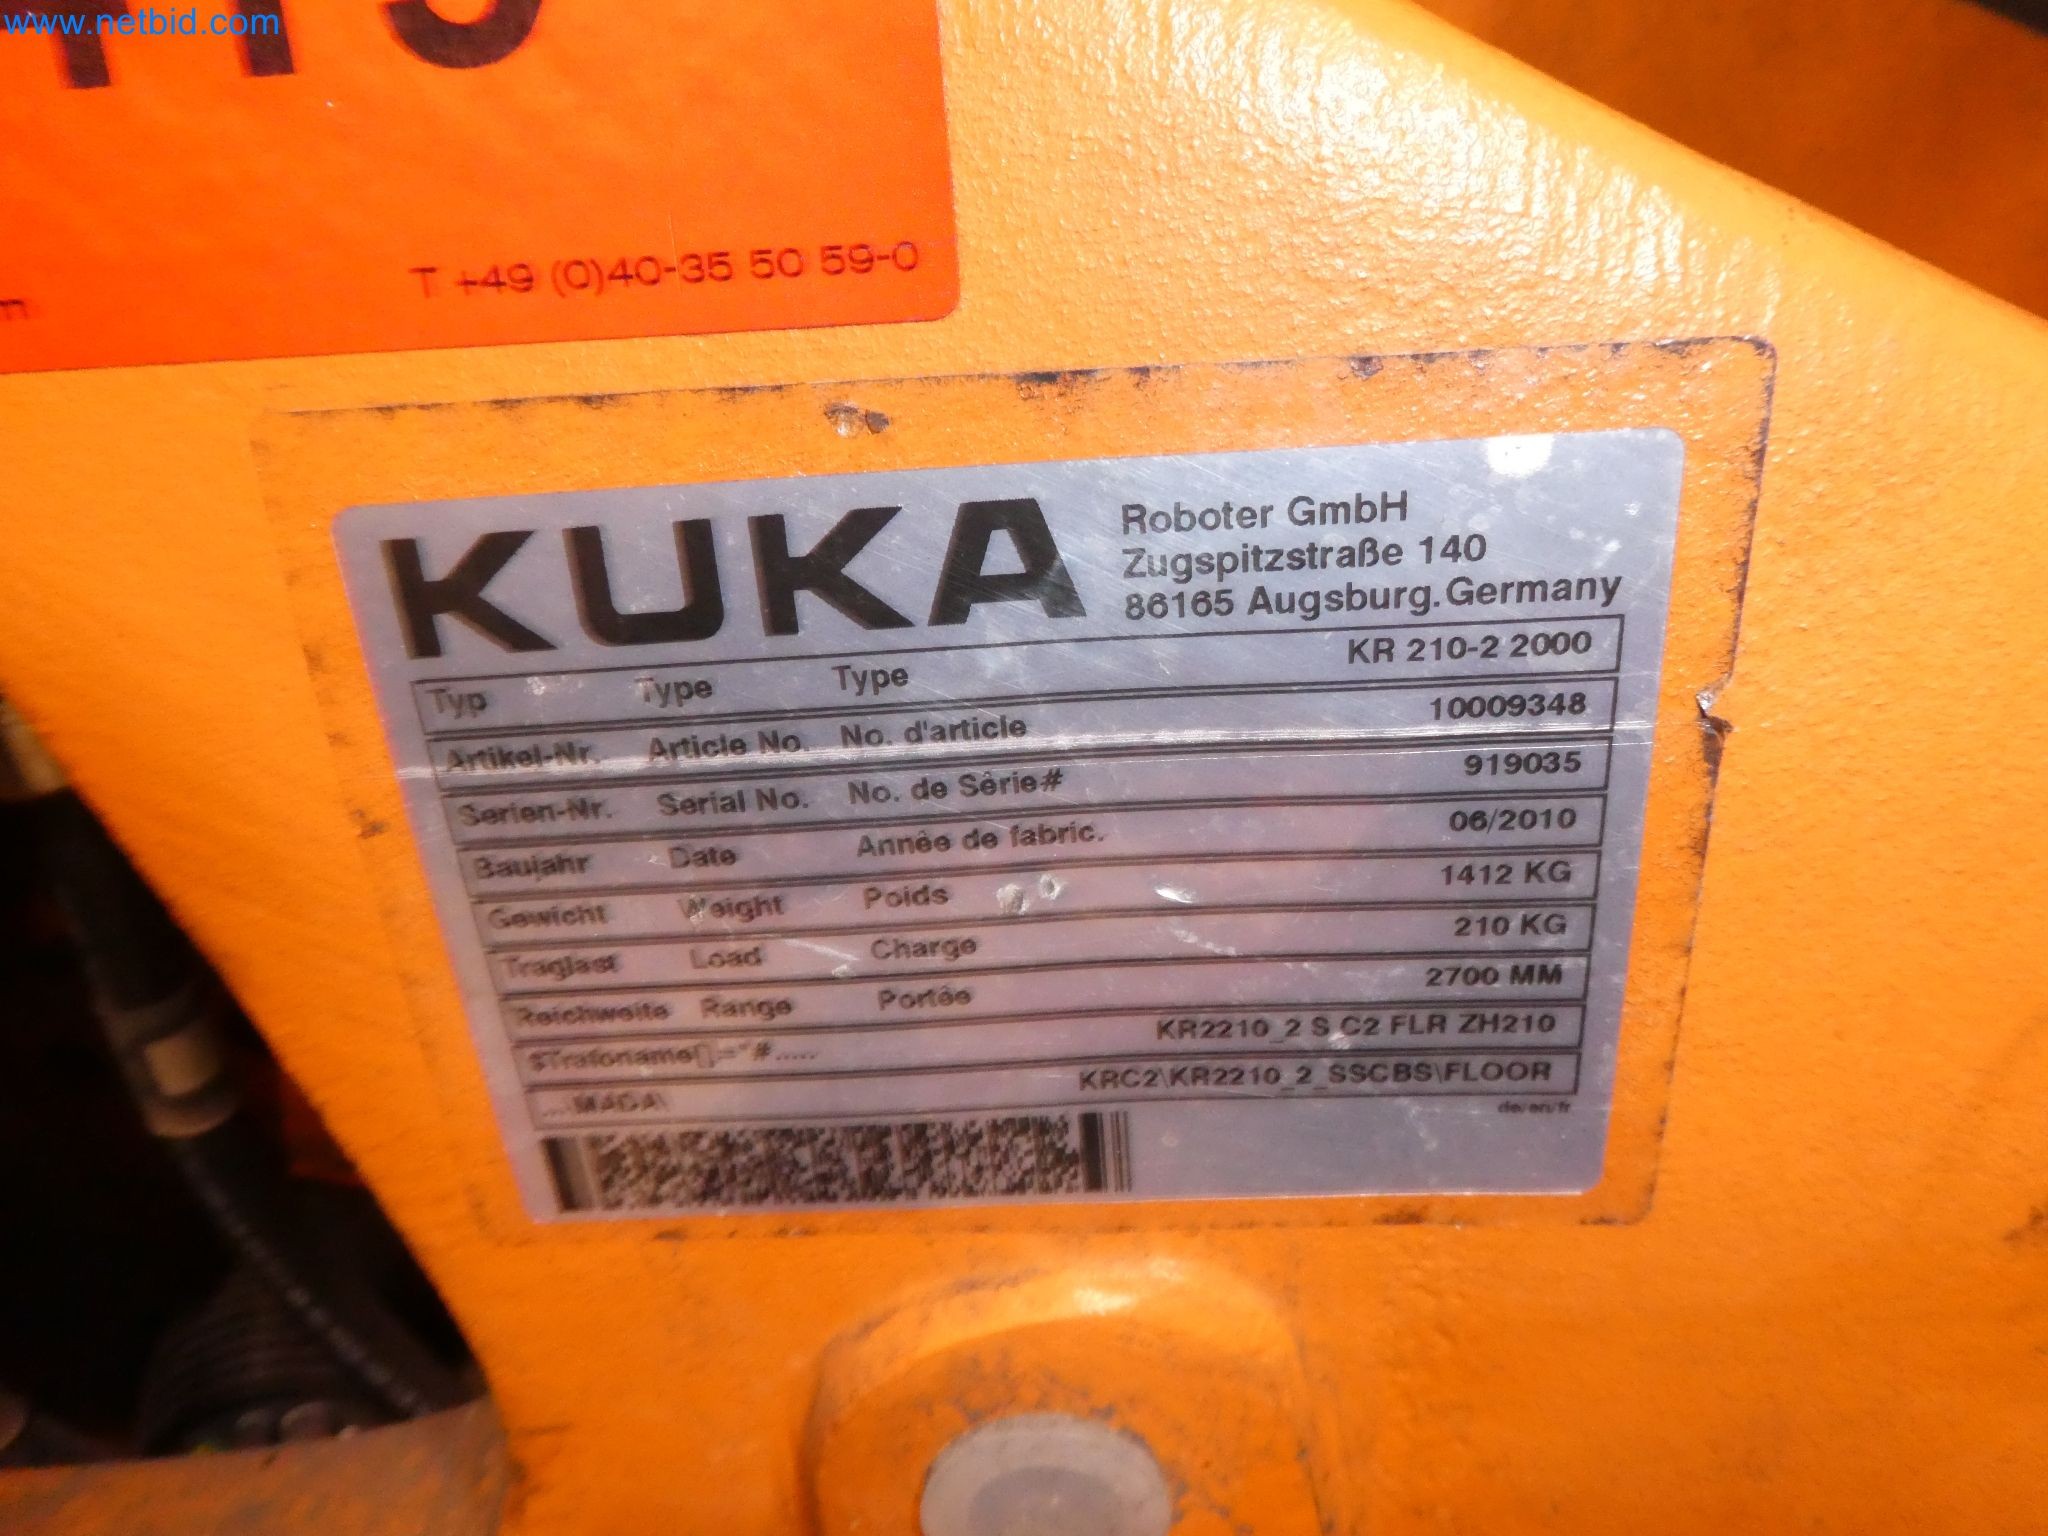 www.netbid.com
T +49 (0)40-35 50 59-0
KUKA
Roboter GmbH
Zugspitzstraße 140
86165 Augsburg.Germany
Typ Type Type KR 210-2 2000
Artikel-Nr. Article No. No. d'article 10009348
Serien-Nr. Serial No. No. de Série# 919035
Baujahr Date Année de fabric. 06/2010
Gewicht Weight Poids 1412 KG
Traglast Load Charge 210 KG
Reichweite Range Portée 2700 MM
$Trafoname[]="#..... KR2210_2 S C2 FLR ZH210
...\MADA\ KRC2\KR2210_2_SSCBS\FLOOR
de/en/fr